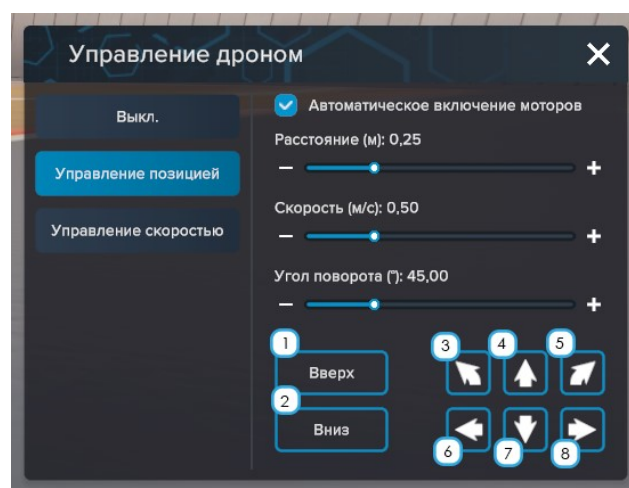 Управление дроном
Выкл.
Управление позицией
Управление скоростью
Автоматическое включение моторов
Расстояние (м): 0,25
Скорость (м/с): 0,50
Угол поворота (°): 45,00
1
Вверх
2
Вниз
3
4
5
6
7
8